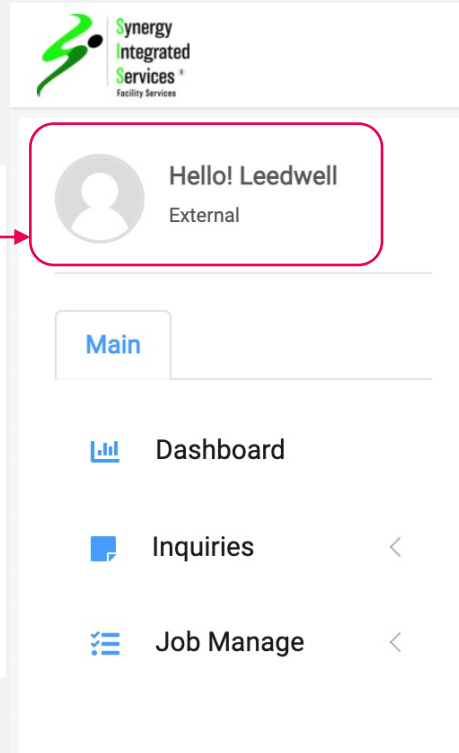 Synergy
Integrated
Services ®
Facility Services
Hello! Leedwell
External
Main
Dashboard
Inquiries
Job Manage